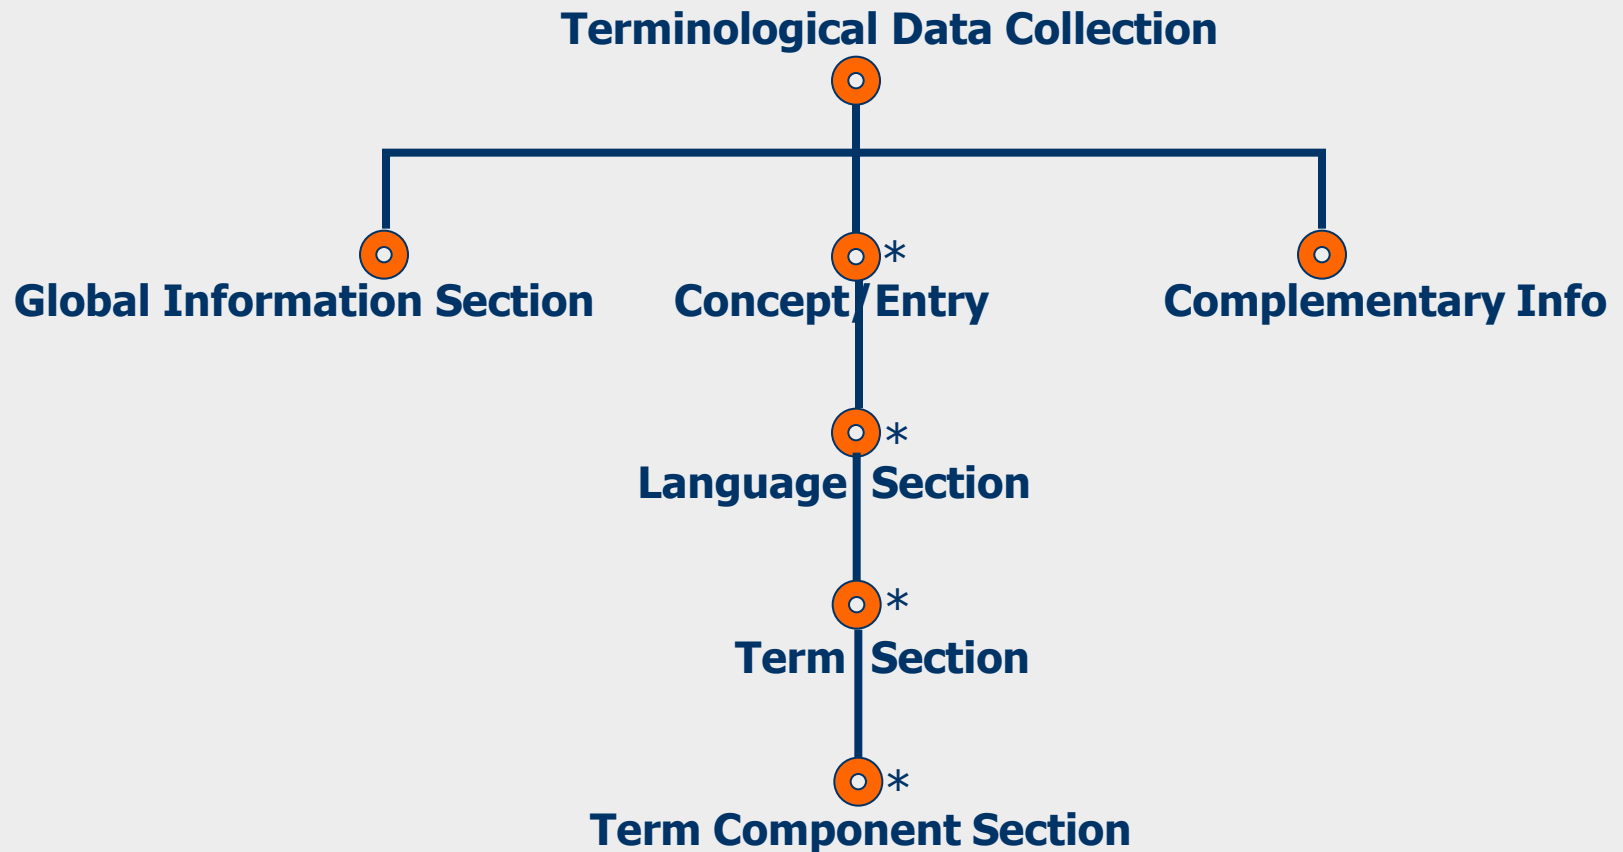 Terminological Data Collection
*
Global Information Section
Concept/Entry
Complementary Info
*
Language Section
*
Term Section
*
Term Component Section